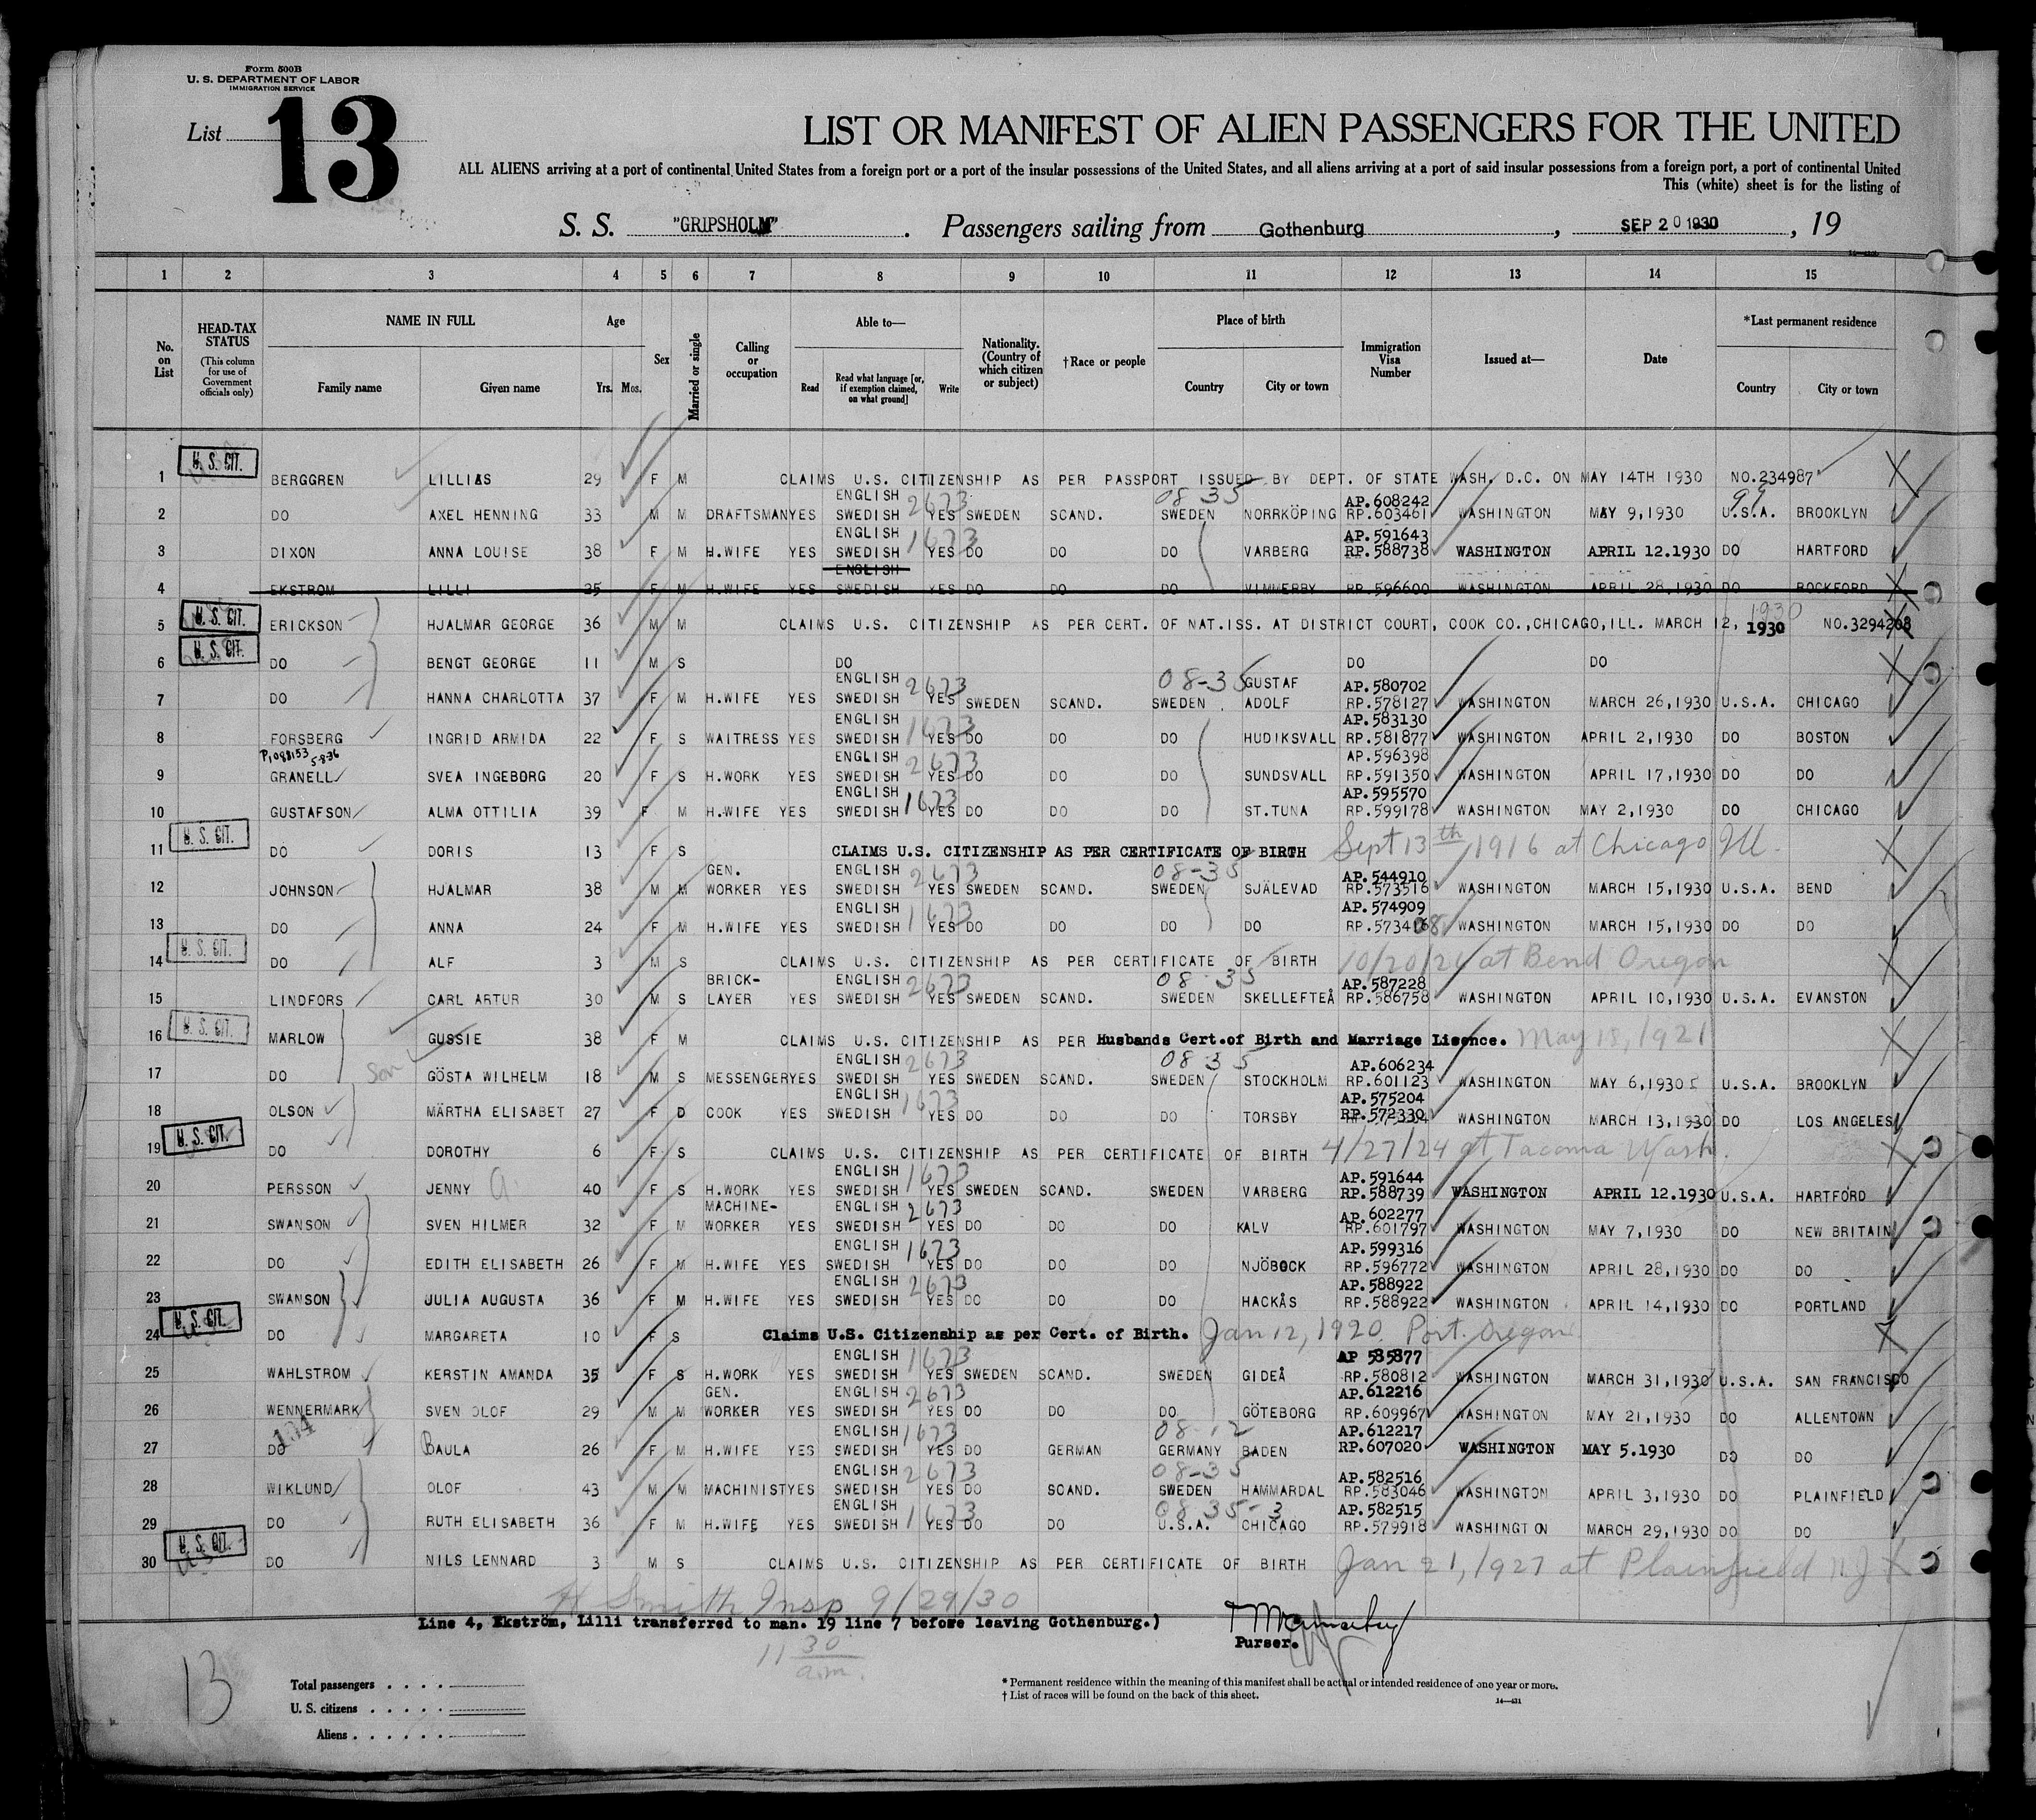 Form 500B
U. S. DEPARTMENT OF LABOR
IMMIGRATION SERVICE
List 13
LIST OR MANIFEST OF ALIEN PASSENGERS FOR THE UNITED
ALL ALIENS arriving at a port of continental United States from a foreign port or a port of the insular possessions of the United States, and all aliens arriving at a port of said insular possessions from a foreign port, a port of continental United
This (white) sheet is for the listing of
S. S. "GRIPSHOLM". Passengers sailing from Gothenburg, SEP 20 1930, 19
1 2 3 4 5 6 7 8 9 10 11 12 13 14 15
No. on List
HEAD-TAX STATUS (This column for use of Government officials only)
NAME IN FULL Family name Given name
Age Yrs. Mos.
Sex
Married or single
Calling or occupation
Able to— Read Read what language [or, if exemption claimed, on what ground] Write
Nationality. (Country of which citizen or subject)
†Race or people
Place of birth Country City or town
Immigration Visa Number
Issued at—
Date
*Last permanent residence Country City or town
U. S. CIT.
1 BERGGREN LILLIAS 29 F M CLAIMS U.S. CITIZENSHIP AS PER PASSPORT ISSUED BY DEPT. OF STATE WASH. D.C. ON MAY 14TH 1930 NO.234987
ENGLISH 2673 08 35 AP.608242
2 DO AXEL HENNING 33 M M DRAFTSMAN YES SWEDISH YES SWEDEN SCAND. SWEDEN NORRKÖPING RP.603461 WASHINGTON MAY 9,1930 U.S.A. BROOKLYN
ENGLISH 1673 AP.591643
3 DIXON ANNA LOUISE 38 F M H.WIFE YES SWEDISH YES DO DO DO VARBERG RP.588738 WASHINGTON APRIL 12.1930 DO HARTFORD
ENGLISH
4 EKSTROM LILLI 25 F M H.WIFE YES SWEDISH YES DO DO DO VIMMERBY RP.596600 WASHINGTON APRIL 28,1930 DO ROCKFORD
U. S. CIT. 1930
5 ERICKSON HJALMAR GEORGE 36 M M CLAIMS U.S. CITIZENSHIP AS PER CERT. OF NAT.ISS. AT DISTRICT COURT, COOK CO.,CHICAGO,ILL. MARCH 12, 1930 NO.3294208
U. S. CIT.
6 DO BENGT GEORGE 11 M S DO DO DO
ENGLISH 2673 08-35 GUSTAF AP.580702
7 DO HANNA CHARLOTTA 37 F M H.WIFE YES SWEDISH YES SWEDEN SCAND. SWEDEN ADOLF RP.578127 WASHINGTON MARCH 26,1930 U.S.A. CHICAGO
ENGLISH 1673 AP.583130
8 FORSBERG INGRID ARMIDA 22 F S WAITRESS YES SWEDISH YES DO DO DO HUDIKSVALL RP.581877 WASHINGTON APRIL 2,1930 DO BOSTON
5-8-36 ENGLISH 2673 AP.596398
9 GRANELL SVEA INGEBORG 20 F S H.WORK YES SWEDISH YES DO DO DO SUNDSVALL RP.591350 WASHINGTON APRIL 17,1930 DO DO
ENGLISH 1673 AP.595570
10 GUSTAFSON ALMA OTTILIA 39 F M H.WIFE YES SWEDISH YES DO DO DO ST.TUNA RP.599178 WASHINGTON MAY 2,1930 DO CHICAGO
U. S. CIT.
11 DO DORIS 13 F S CLAIMS U.S. CITIZENSHIP AS PER CERTIFICATE OF BIRTH Sept 13th 1916 at Chicago Ill.
GEN. ENGLISH 2673 08-35 AP.544910
12 JOHNSON HJALMAR 38 M M WORKER YES SWEDISH YES SWEDEN SCAND. SWEDEN SJÄLEVAD RP.573516 WASHINGTON MARCH 15,1930 U.S.A. BEND
ENGLISH 1673 AP.574909
13 DO ANNA 24 F M H.WIFE YES SWEDISH YES DO DO DO DO WASHINGTON MARCH 15,1930 DO DO
U. S. CIT.
14 DO ALF 3 M S CLAIMS U.S. CITIZENSHIP AS PER CERTIFICATE OF BIRTH at Bend Oregon
BRICK- ENGLISH 2673 08-35 AP.587228
15 LINDFORS CARL ARTUR 30 M S LAYER YES SWEDISH YES SWEDEN SCAND. SWEDEN SKELLEFTEÅ RP.586758 WASHINGTON APRIL 10,1930 U.S.A. EVANSTON
U. S. CIT.
16 MARLOW GUSSIE 38 F M CLAIMS U.S. CITIZENSHIP AS PER Husbands Cert.of Birth and Marriage Lisence. May 18, 1921
ENGLISH 2673 08 35 AP.606234
17 DO Son GÖSTA WILHELM 18 M S MESSENGER YES SWEDISH YES SWEDEN SCAND. SWEDEN STOCKHOLM RP.601123 WASHINGTON MAY 6,1930 U.S.A. BROOKLYN
ENGLISH 1673 AP.575204
18 OLSON MÄRTHA ELISABET 27 F D COOK YES SWEDISH YES DO DO DO TORSBY RP.572330 WASHINGTON MARCH 13,1930 DO LOS ANGELES
U. S. CIT.
19 DO DOROTHY 6 F S CLAIMS U.S. CITIZENSHIP AS PER CERTIFICATE OF BIRTH 4/27/24 at Tacoma Wash.
ENGLISH 1673 AP.591644
20 PERSSON JENNY a 40 F S H.WORK YES SWEDISH YES SWEDEN SCAND. SWEDEN VARBERG RP.588739 WASHINGTON APRIL 12.1930 U.S.A. HARTFORD
MACHINE- ENGLISH 2673 AP.602277
21 SWANSON SVEN HILMER 32 F M WORKER YES SWEDISH YES DO DO DO KALV RP.601797 WASHINGTON MAY 7,1930 DO NEW BRITAIN
ENGLISH 1673 AP.599316
22 DO EDITH ELISABETH 26 F M H.WIFE YES SWEDISH YES DO DO DO NJÖBOCK RP.596772 WASHINGTON APRIL 28,1930 DO DO
ENGLISH 2673 AP.588922
23 SWANSON JULIA AUGUSTA 36 F M H.WIFE YES SWEDISH YES DO DO DO HACKÅS RP.588922 WASHINGTON APRIL 14,1930 DO PORTLAND
U. S. CIT.
24 DO MARGARETA 10 F S Claims U.S. Citizenship as per Cert. of Birth. Jan 12, 1920. Port. Oregon
ENGLISH 1673 AP 585877
25 WAHLSTROM KERSTIN AMANDA 35 F S H.WORK YES SWEDISH YES SWEDEN SCAND. SWEDEN GIDEÅ RP.580812 WASHINGTON MARCH 31,1930 U.S.A. SAN FRANCISCO
GEN. ENGLISH 2673 AP.612216
26 WENNERMARK SVEN OLOF 29 M M WORKER YES SWEDISH YES DO DO DO GÖTEBORG RP.609967 WASHINGTON MAY 21,1930 DO ALLENTOWN
ENGLISH 1673 08-12 AP.612217
27 DO BAULA 26 F M H.WIFE YES SWEDISH YES DO GERMAN GERMANY BADEN RP.607020 WASHINGTON MAY 5.1930 DO DO
ENGLISH 2673 08-35 AP.582516
28 WIKLUND OLOF 43 M M MACHINIST YES SWEDISH YES DO SCAND. SWEDEN HAMMARDAL RP.583046 WASHINGTON APRIL 3,1930 DO PLAINFIELD
ENGLISH 1673 08 35-3 AP.582515
29 DO RUTH ELISABETH 36 F M H.WIFE YES SWEDISH YES DO DO U.S.A. CHICAGO RP.579918 WASHINGTON MARCH 29,1930 DO DO
U. S. CIT.
30 DO NILS LENNARD 3 M S CLAIMS U.S. CITIZENSHIP AS PER CERTIFICATE OF BIRTH Jan 21, 1927 at Plainfield NJ
H Smith Insp 9/29/30
Line 4, Ekström, Lilli transferred to man. 19 line 7 before leaving Gothenburg.)
Purser.
11 30 a.m.
13
Total passengers
U. S. citizens
Aliens
* Permanent residence within the meaning of this manifest shall be actual or intended residence of one year or more.
† List of races will be found on the back of this sheet.
14—431